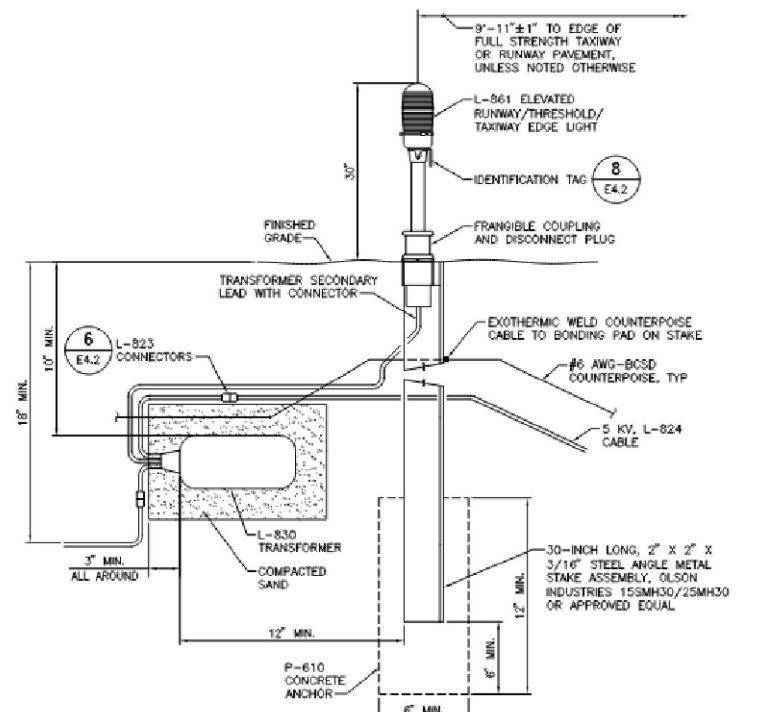 9'-11"±1" TO EDGE OF
FULL STRENGTH TAXIWAY
OR RUNWAY PAVEMENT,
UNLESS NOTED OTHERWISE
L-861 ELEVATED
RUNWAY/THRESHOLD/
TAXIWAY EDGE LIGHT
30"
IDENTIFICATION TAG
8
E4.2
FINISHED
GRADE
FRANGIBLE COUPLING
AND DISCONNECT PLUG
TRANSFORMER SECONDARY
LEAD WITH CONNECTOR
EXOTHERMIC WELD COUNTERPOISE
CABLE TO BONDING PAD ON STAKE
6
E4.2
L-823
CONNECTORS
10" MIN.
18" MIN.
#6 AWG-BCSD
COUNTERPOISE, TYP
5 KV, L-824
CABLE
L-830
TRANSFORMER
COMPACTED
SAND
3" MIN.
ALL AROUND
30-INCH LONG, 2" X 2" X
3/16" STEEL ANGLE METAL
STAKE ASSEMBLY, OLSON
INDUSTRIES 15SMH30/25MH30
OR APPROVED EQUAL
12" MIN.
12" MIN.
6" MIN.
P-610
CONCRETE
ANCHOR
6" MIN.